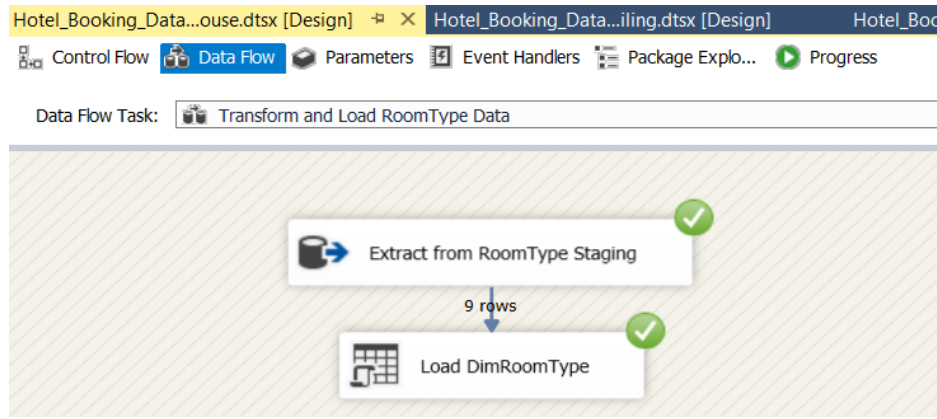 Hotel_Booking_Data...ouse.dtsx [Design] Hotel_Booking_Data...iling.dtsx [Design] Hotel_Boo
Control Flow Data Flow Parameters Event Handlers Package Explo... Progress
Data Flow Task: Transform and Load RoomType Data
Extract from RoomType Staging
9 rows
Load DimRoomType